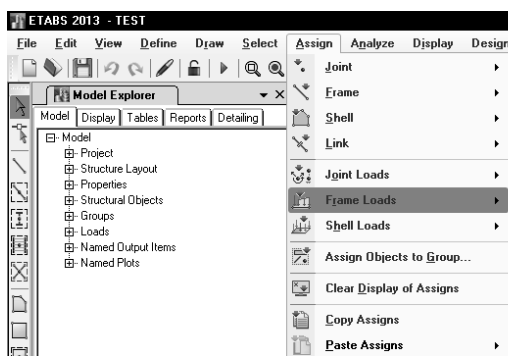 ETABS 2013 - TEST
File Edit View Define Draw Select Assign Analyze Display Design
Model Explorer
Model Display Tables Reports Detailing
Model
Project
Structure Layout
Properties
Structural Objects
Groups
Loads
Named Output Items
Named Plots
Joint
Frame
Shell
Link
Joint Loads
Frame Loads
Shell Loads
Assign Objects to Group...
Clear Display of Assigns
Copy Assigns
Paste Assigns